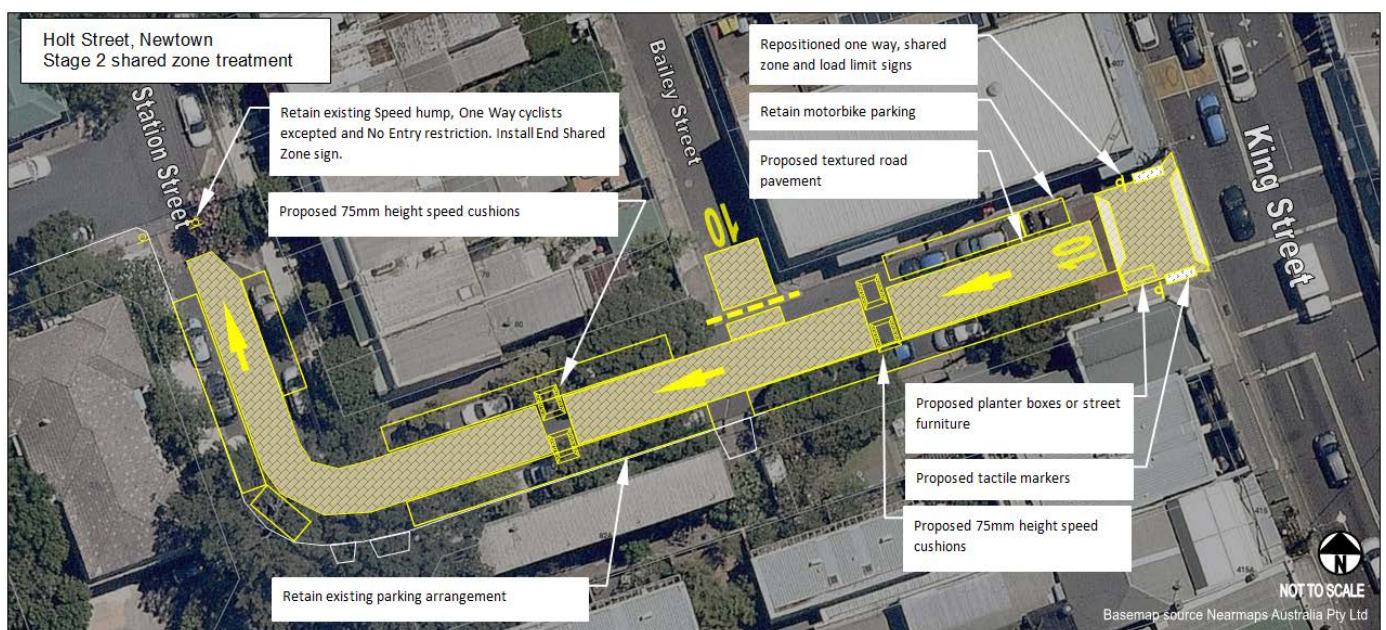 Holt Street, Newtown
Stage 2 shared zone treatment
Station Street
Retain existing Speed hump, One Way cyclists
excepted and No Entry restriction. Install End Shared
Zone sign.
Proposed 75mm height speed cushions
Bailey Street
Repositioned one way, shared
zone and load limit signs
Retain motorbike parking
Proposed textured road
pavement
King Street
10
10
Proposed planter boxes or street
furniture
Proposed tactile markers
Proposed 75mm height speed
cushions
Retain existing parking arrangement
N
NOT TO SCALE
Basemap source Nearmaps Australia Pty Ltd